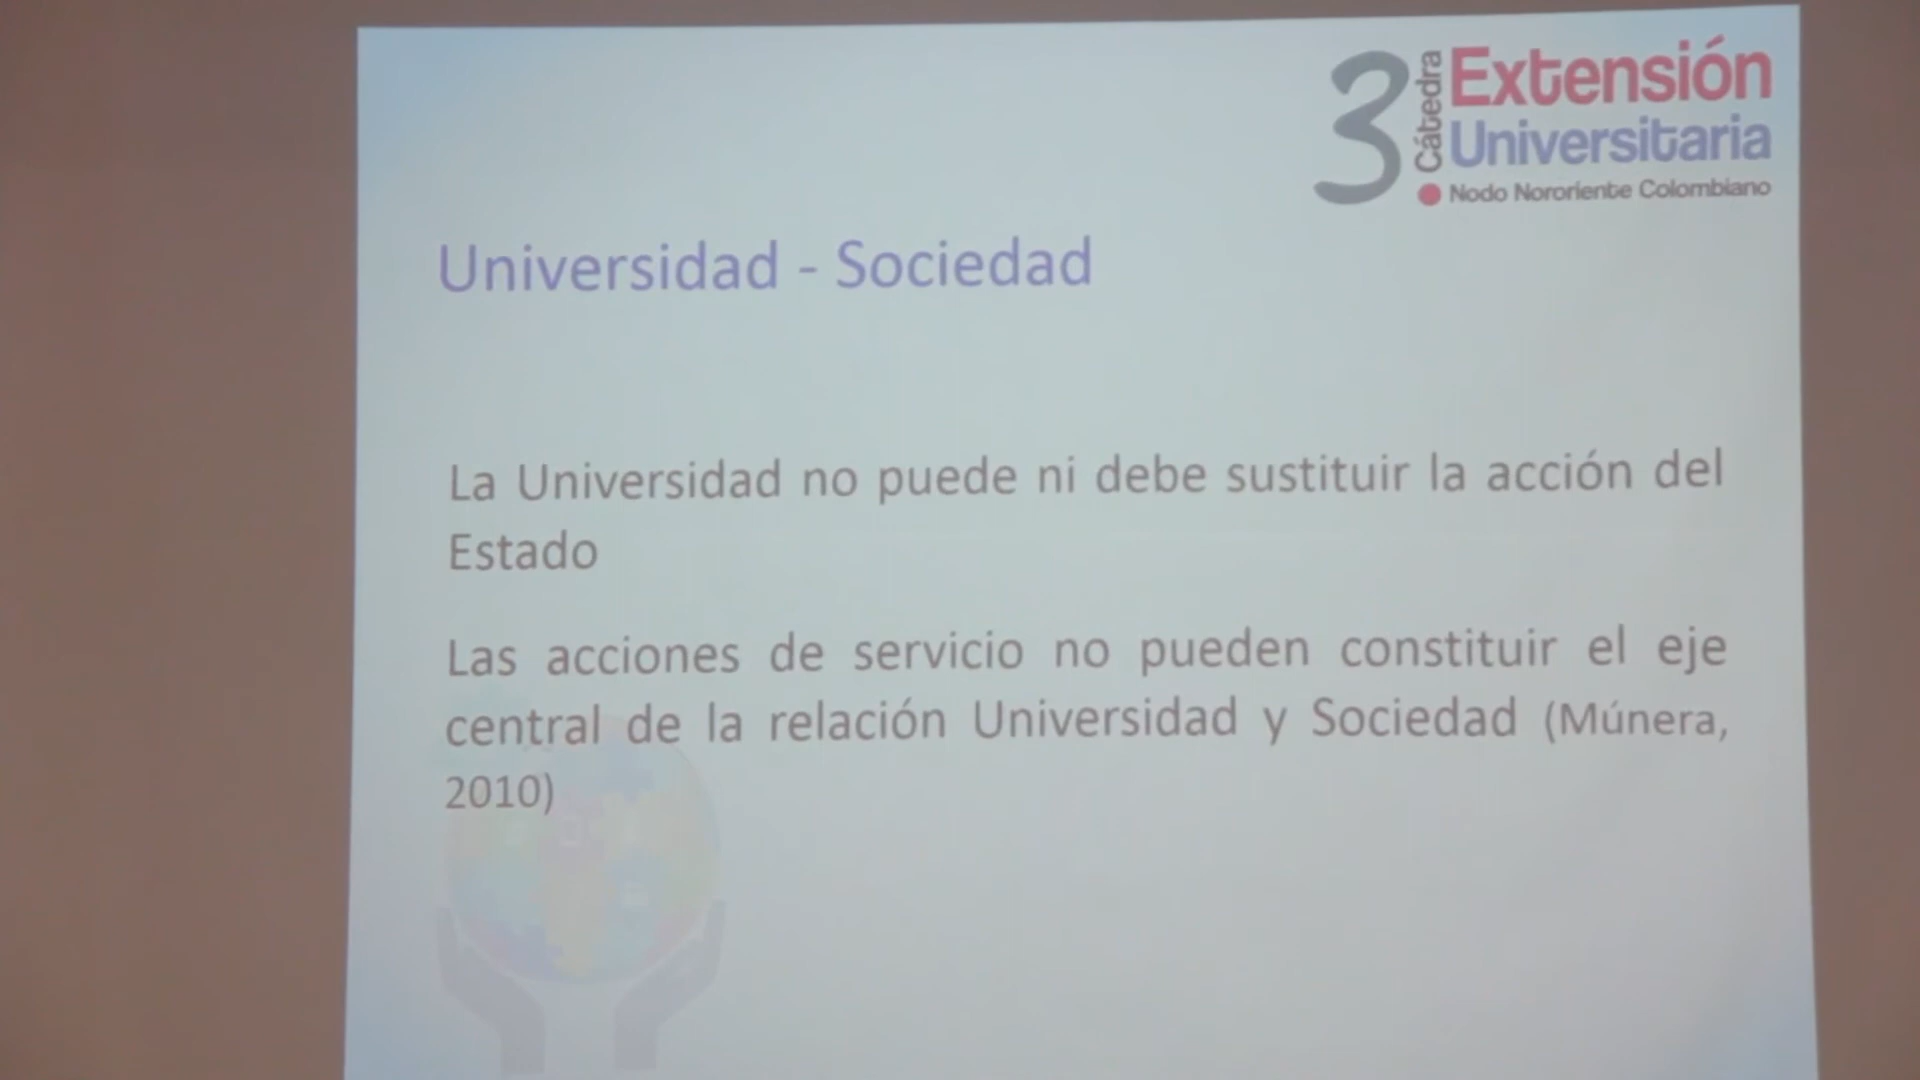 3 Cátedra Extensión
Universitaria
Nodo Nororiente Colombiano
Universidad - Sociedad
La Universidad no puede ni debe sustituir la acción del
Estado
Las acciones de servicio no pueden constituir el eje
central de la relación Universidad y Sociedad (Múnera,
2010)